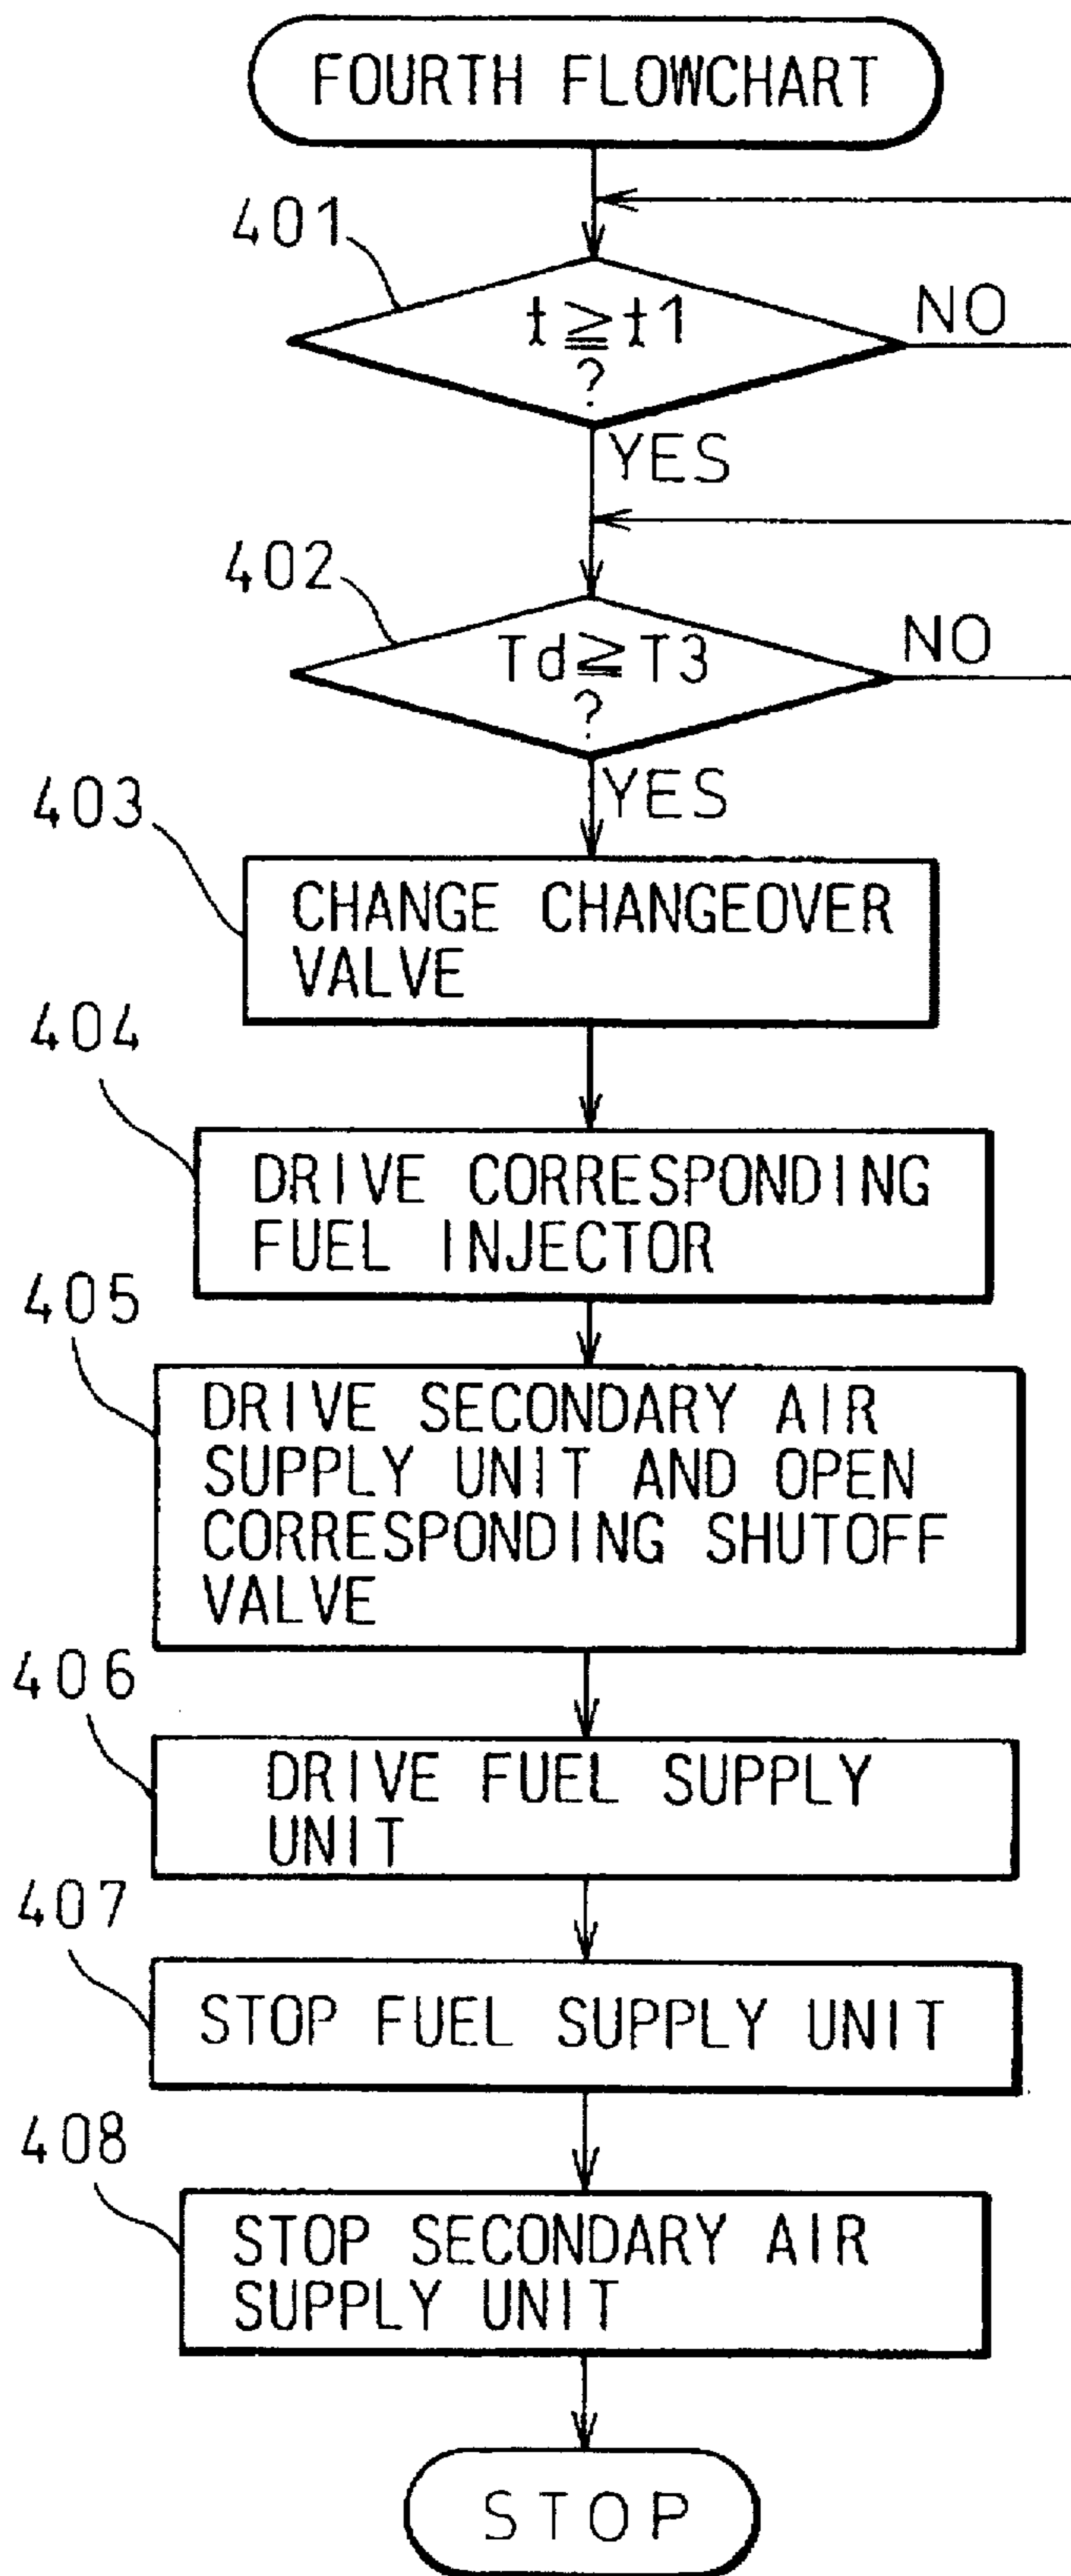 FOURTH FLOWCHART
401
t≧t1
?
NO
YES
402
Td≧T3
?
NO
YES
403
CHANGE CHANGEOVER
VALVE
404
DRIVE CORRESPONDING
FUEL INJECTOR
405
DRIVE SECONDARY AIR
SUPPLY UNIT AND OPEN
CORRESPONDING SHUTOFF
VALVE
406
DRIVE FUEL SUPPLY
UNIT
407
STOP FUEL SUPPLY UNIT
408
STOP SECONDARY AIR
SUPPLY UNIT
STOP